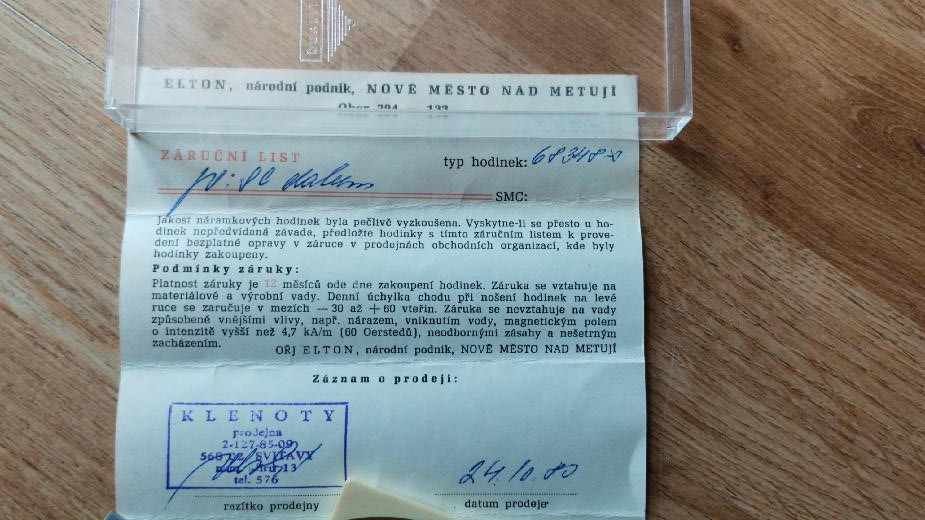 ELTON, národní podnik, NOVÉ MĚSTO NAD METUJÍ
ZÁRUČNÍ LIST
typ hodinek:
SMC:
Jakost náramkových hodinek byla pečlivě vyzkoušena. Vyskytne-li se přesto u ho-
dinek nepředvídaná závada, předložte hodinky s tímto záručním listem k prove-
dení bezplatné opravy v záruce v prodejnách obchodních organizací, kde byly
hodinky zakoupeny.
Podmínky záruky:
Platnost záruky je 12 měsíců ode dne zakoupení hodinek. Záruka se vztahuje na
materiálové a výrobní vady. Denní úchylka chodu při nošení hodinek na levé
ruce se zaručuje v mezích — 30 až + 60 vteřin. Záruka se nevztahuje na vady
způsobené vnějšími vlivy, např. nárazem, vniknutím vody, magnetickým polem
o intenzitě vyšší než 4,7 kA/m (60 Oerstedů), neodbornými zásahy a nešetrným
zacházením.
OŘJ ELTON, národní podnik, NOVÉ MĚSTO NAD METUJÍ
Záznam o prodeji:
KLENOTY
prodejna
2-127-85-09
SVITAVY
tel. 576
24.10.80
razítko prodejny
datum prodeje